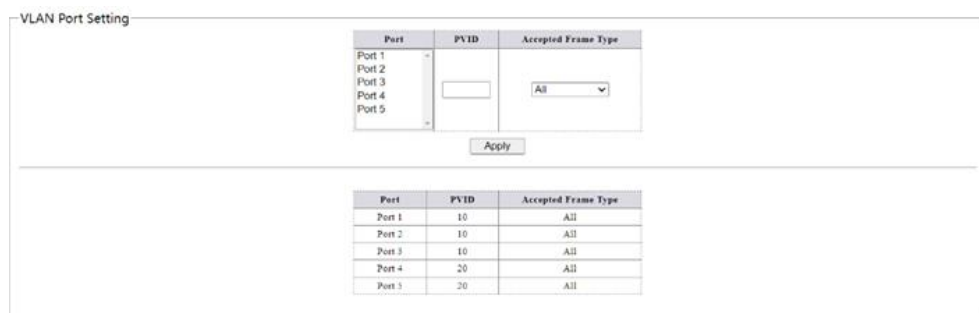 VLAN Port Setting
Port PVID Accepted Frame Type
Port 1
Port 2
Port 3
Port 4
Port 5
All
Apply
Port PVID Accepted Frame Type
Port 1 10 All
Port 2 10 All
Port 3 10 All
Port 4 20 All
Port 5 20 All